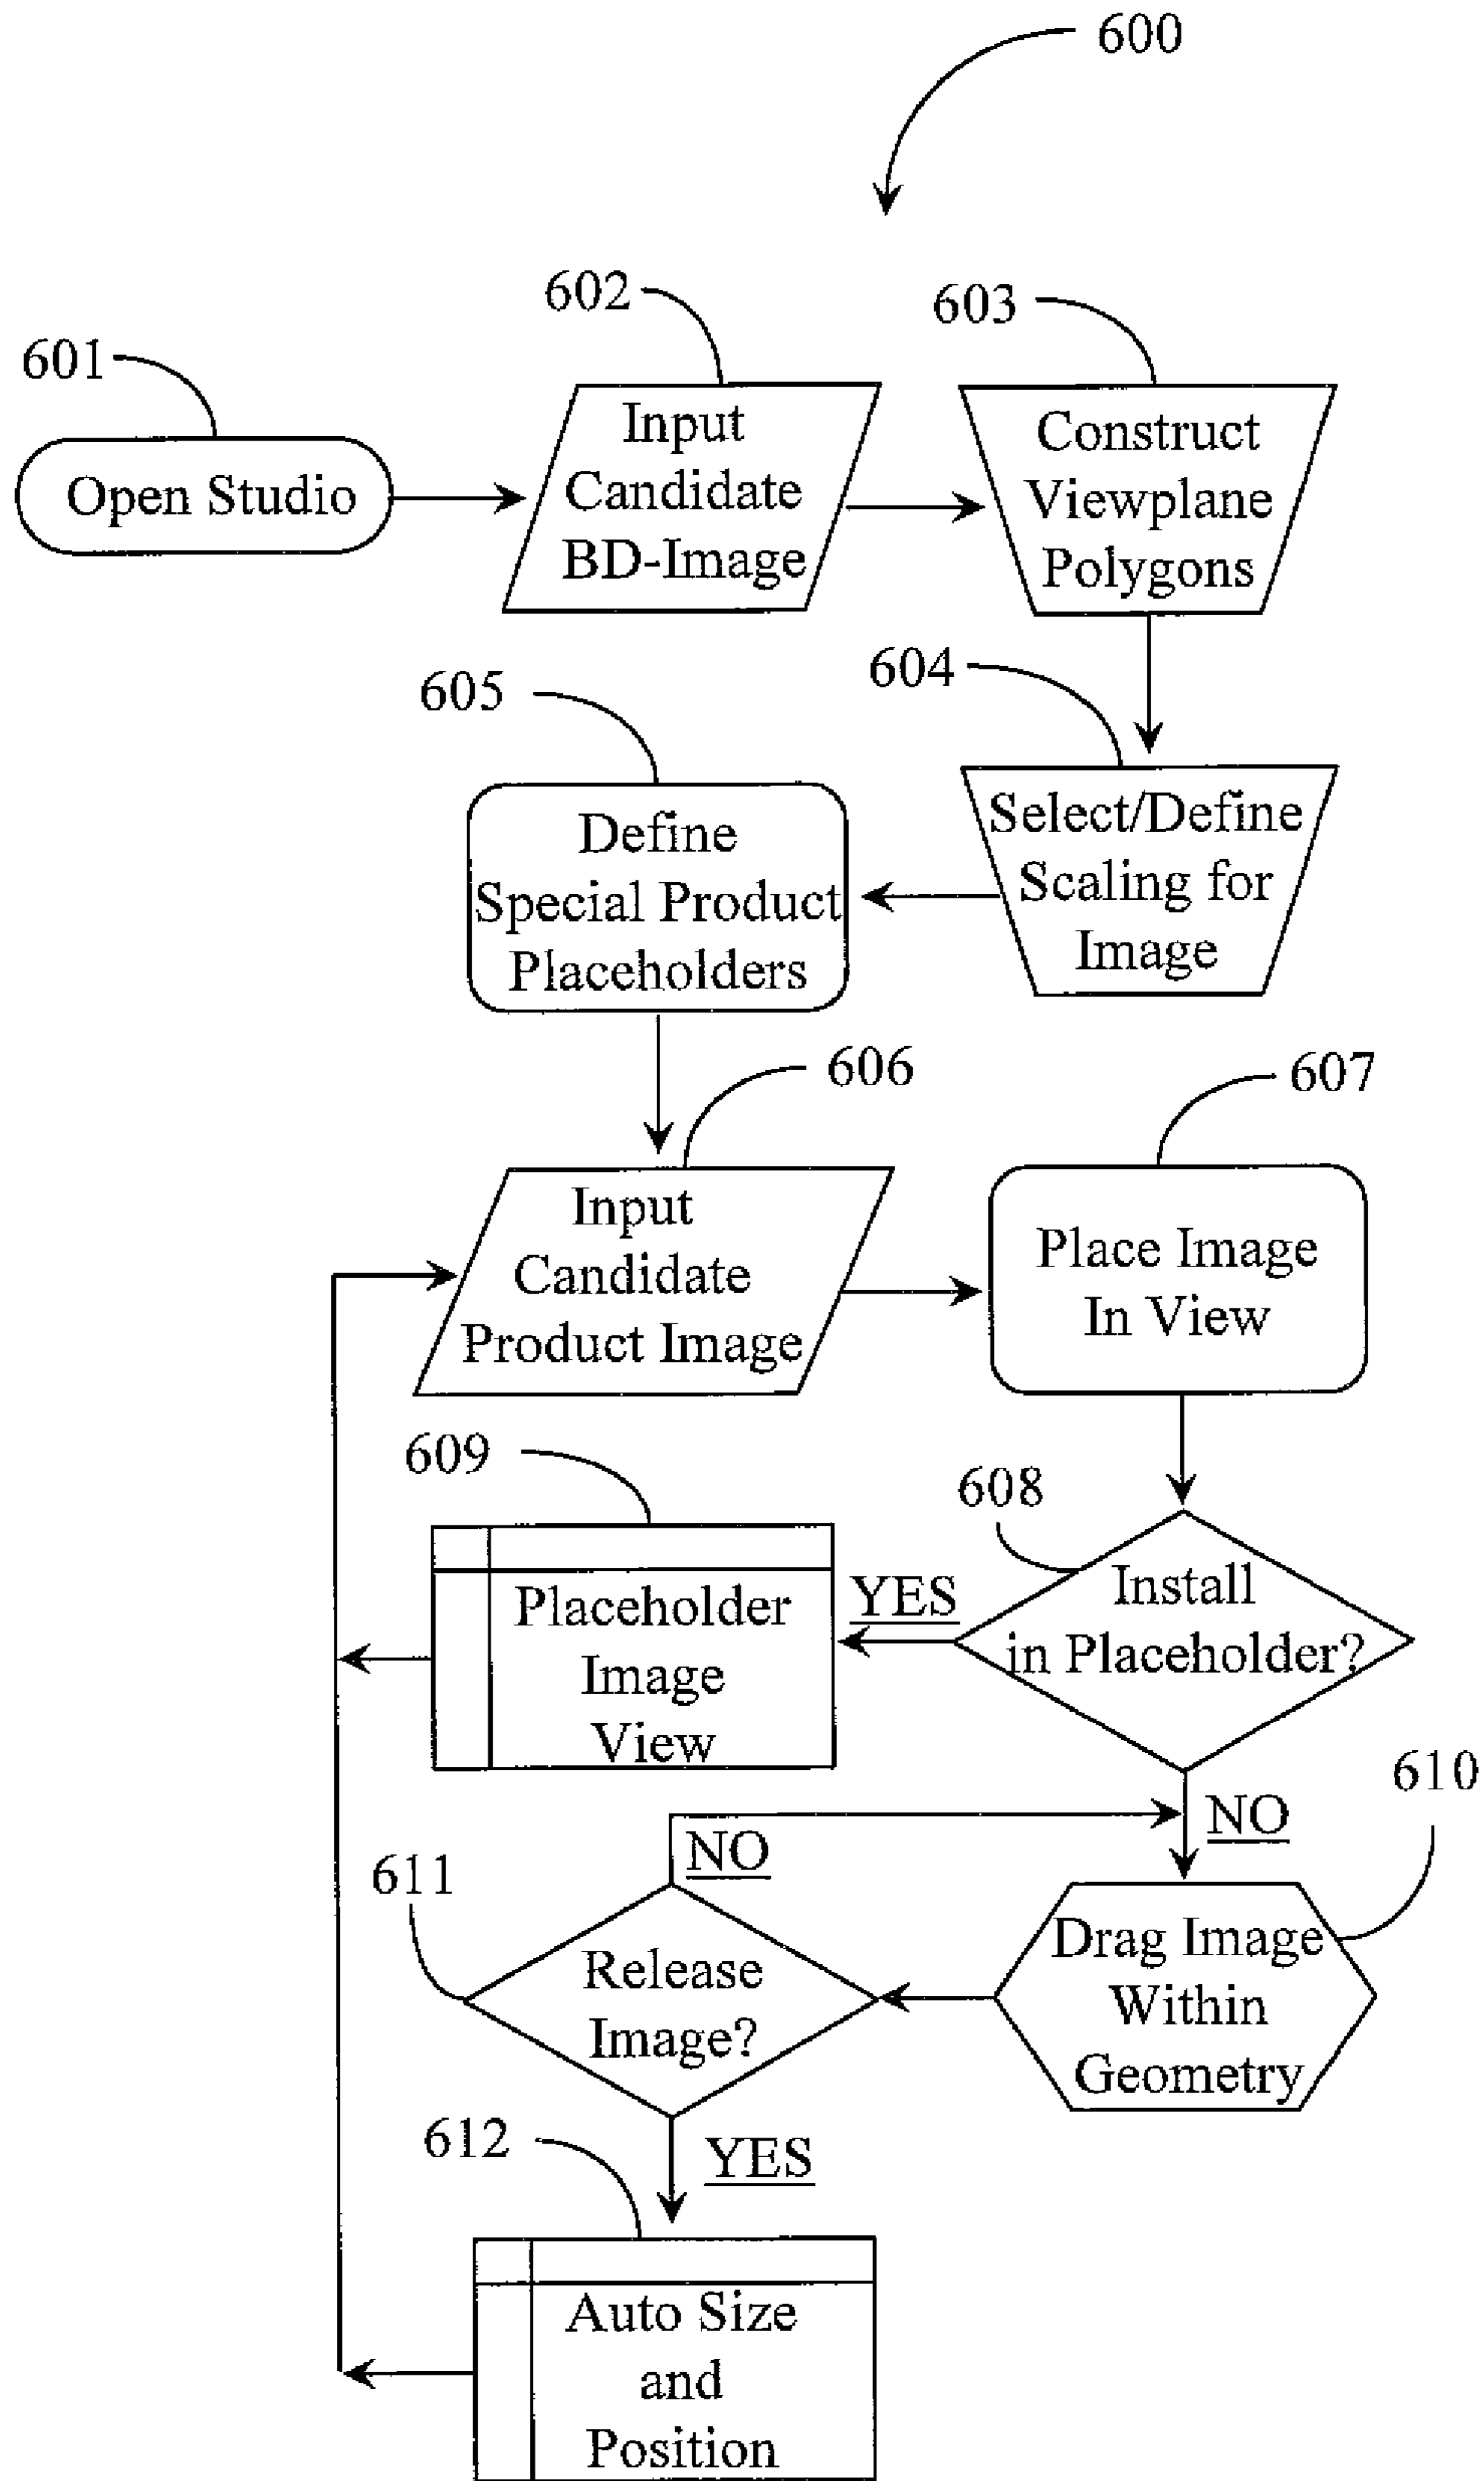 600
602
603
601
Open Studio
Input
Candidate
BD-Image
Construct
Viewplane
Polygons
605
604
Define
Special Product
Placeholders
Select/Define
Scaling for
Image
606
607
Input
Candidate
Product Image
Place Image
In View
609
608
Placeholder
Image
View
YES
Install
in Placeholder?
610
NO
NO
611
Release
Image?
Drag Image
Within
Geometry
612
YES
Auto Size
and
Position